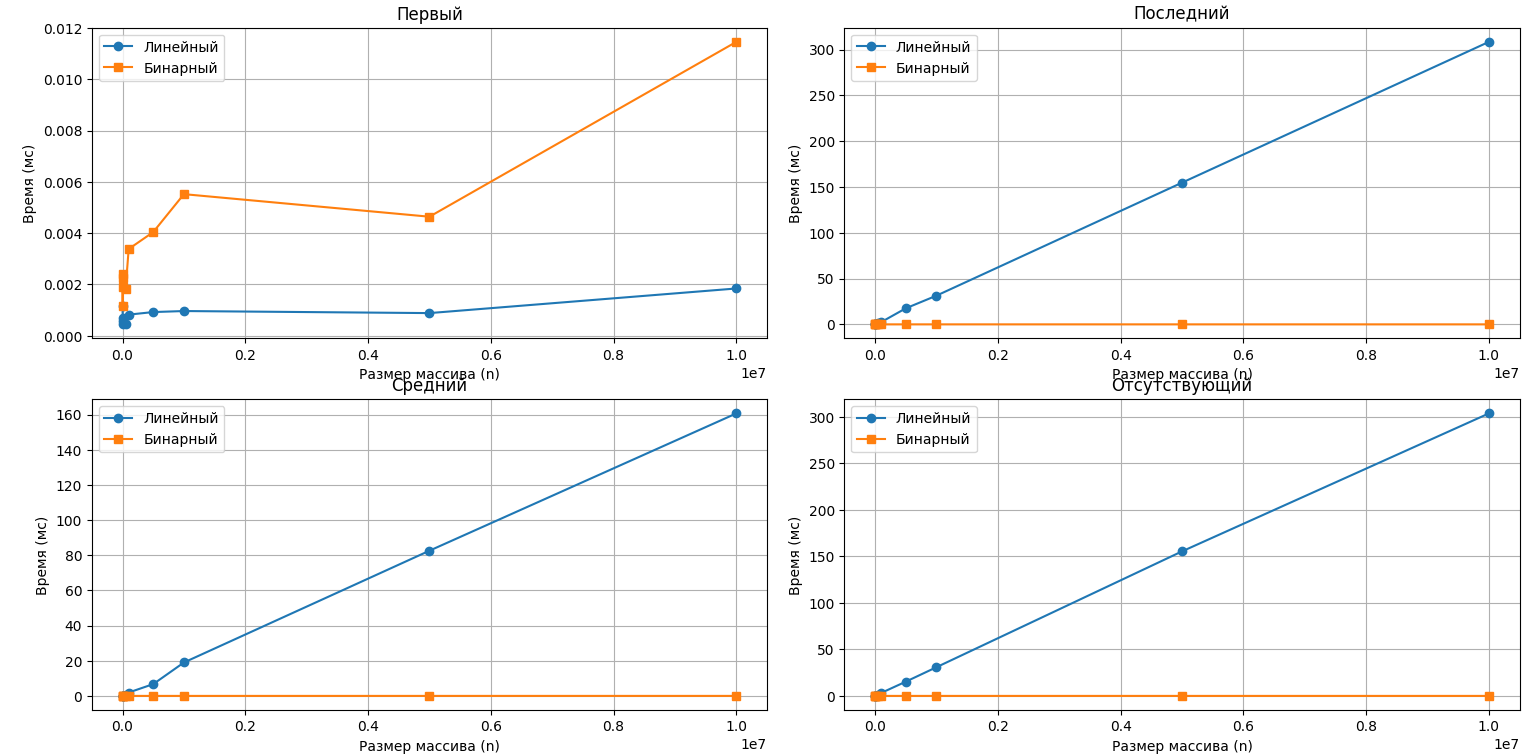 Первый
Линейный
Бинарный
Время (мс)
0.012
0.010
0.008
0.006
0.004
0.002
0.000
0.0 0.2 0.4 0.6 0.8 1.0
1e7
Размер массива (n)
Последний
Линейный
Бинарный
Время (мс)
300
250
200
150
100
50
0
0.0 0.2 0.4 0.6 0.8 1.0
1e7
Размер массива (n)
Средний
Линейный
Бинарный
Время (мс)
160
140
120
100
80
60
40
20
0
0.0 0.2 0.4 0.6 0.8 1.0
1e7
Размер массива (n)
Отсутствующий
Линейный
Бинарный
Время (мс)
300
250
200
150
100
50
0
0.0 0.2 0.4 0.6 0.8 1.0
1e7
Размер массива (n)